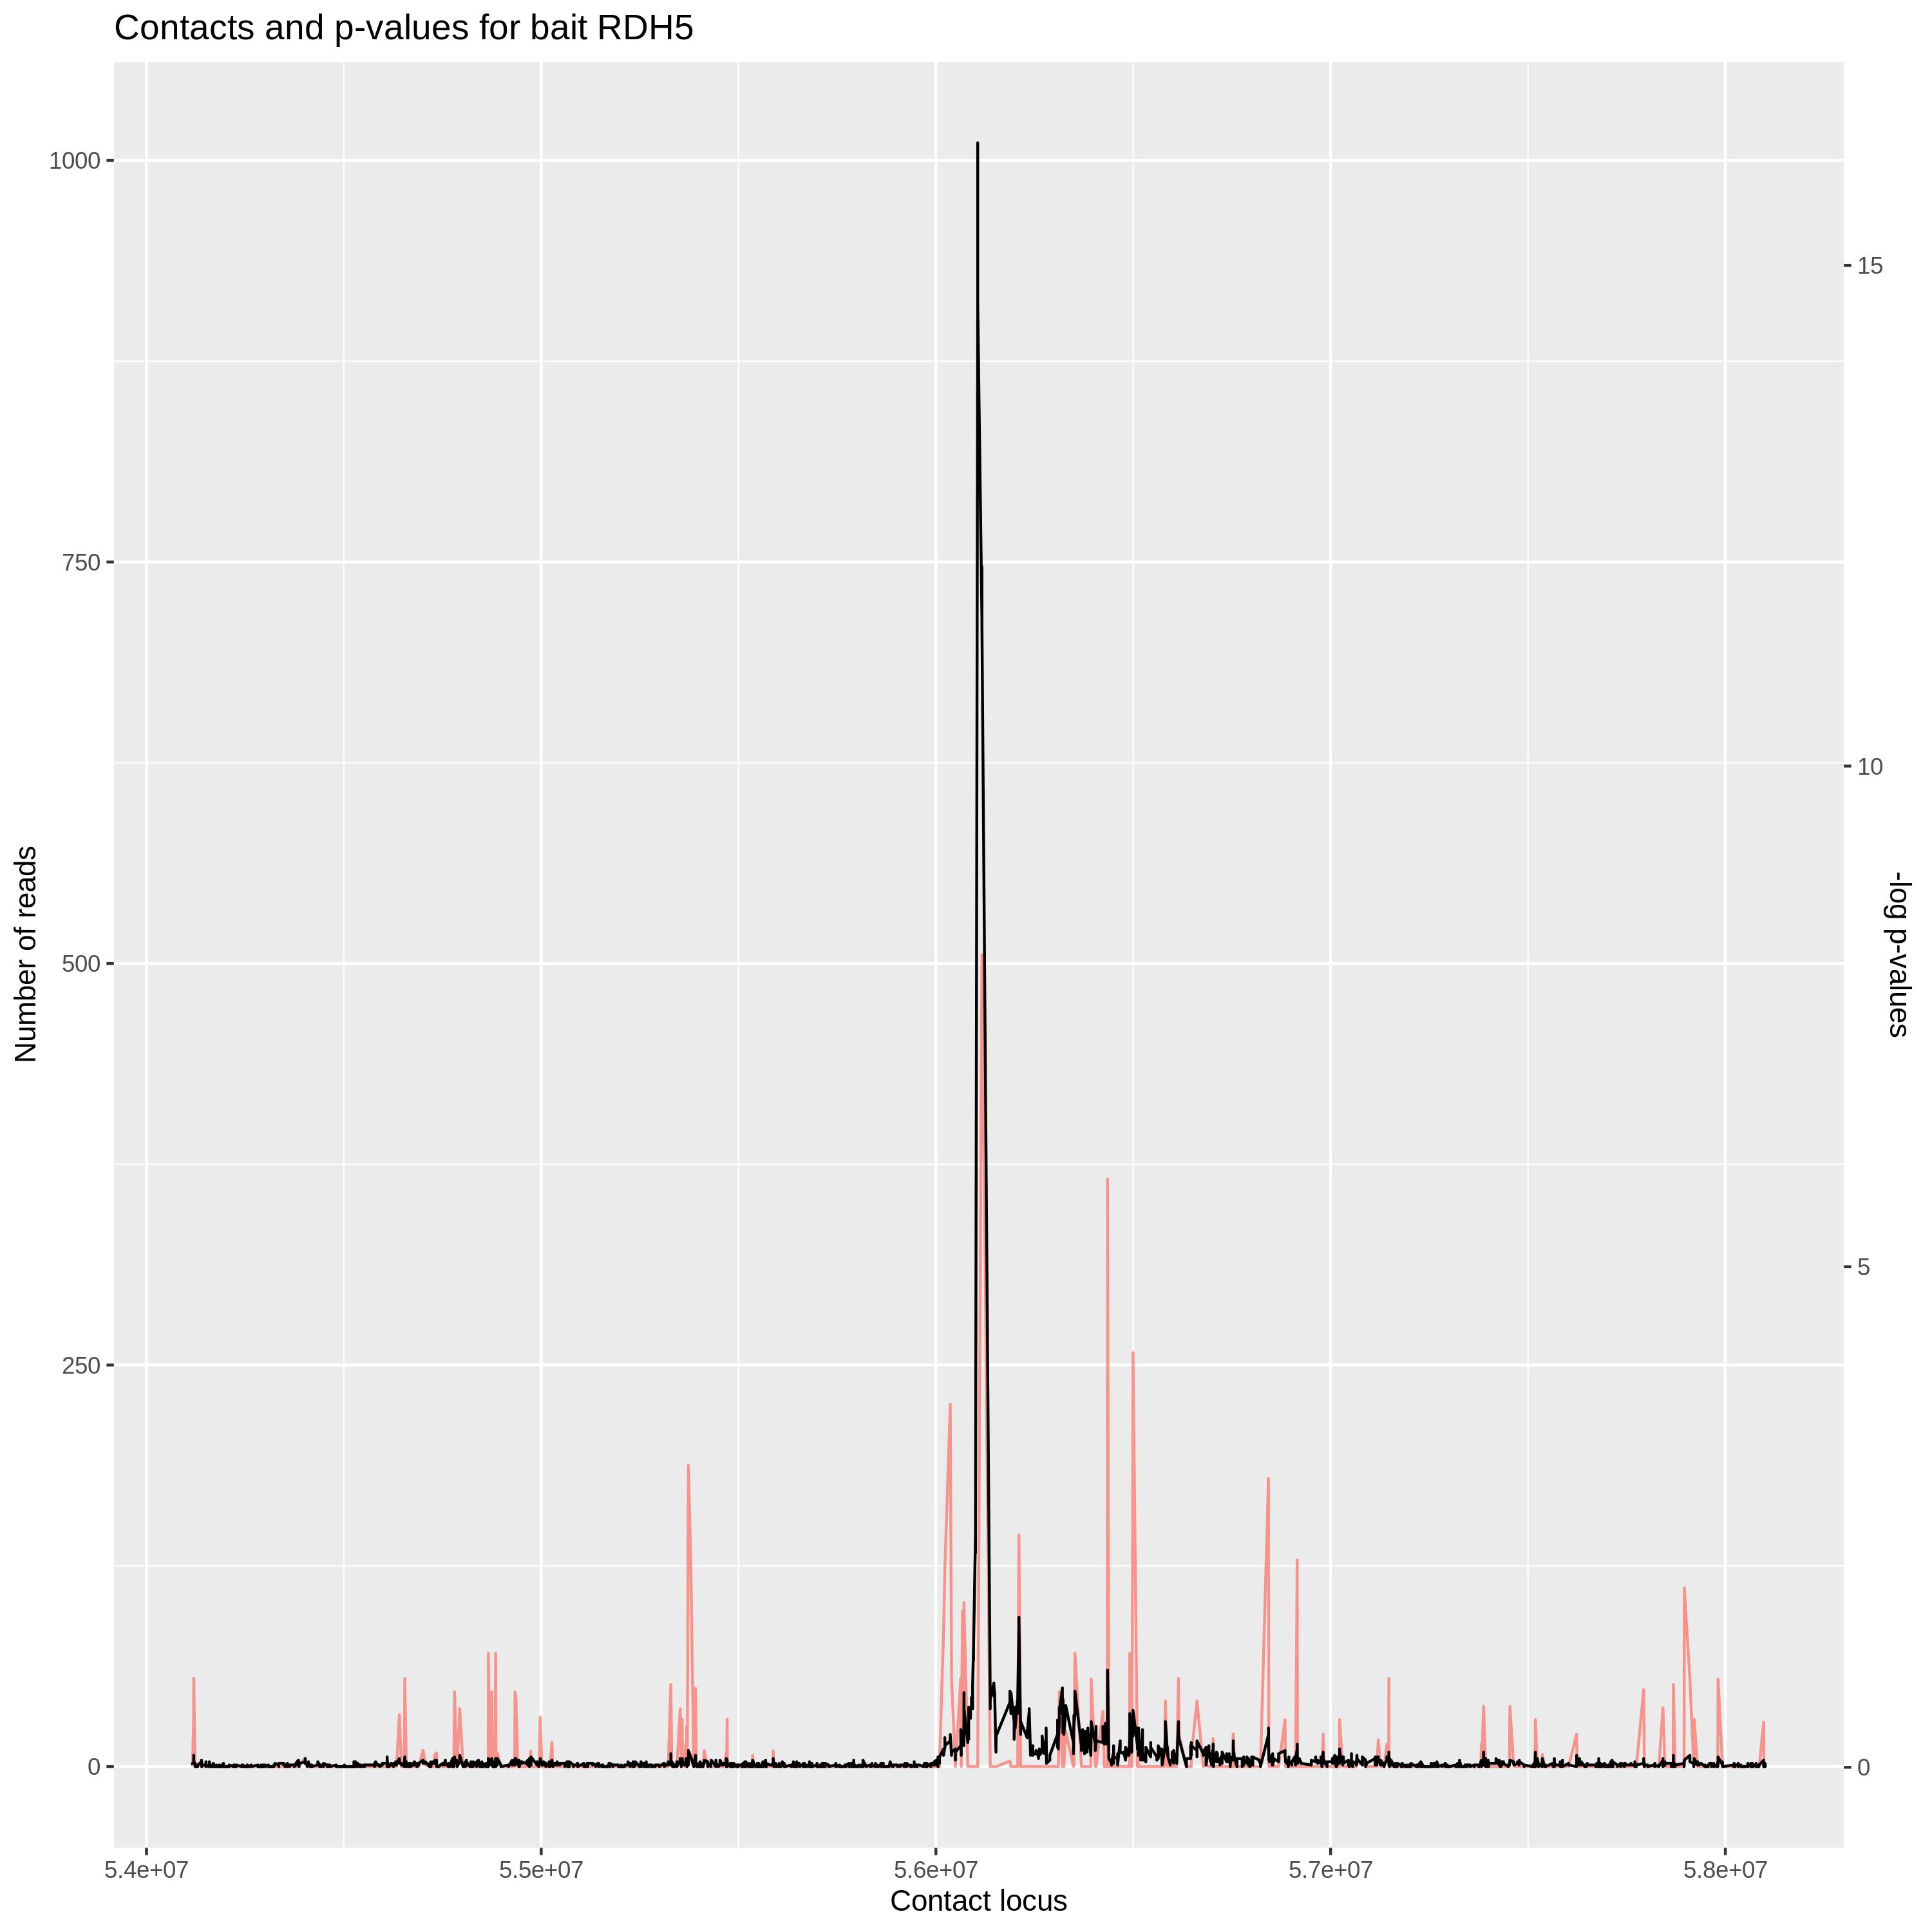 Contacts and p-values for bait RDH5
1000
750
500
250
0
Number of reads
15
10
5
0
-log p-values
5.4e+07
5.5e+07
5.6e+07
5.7e+07
5.8e+07
Contact locus